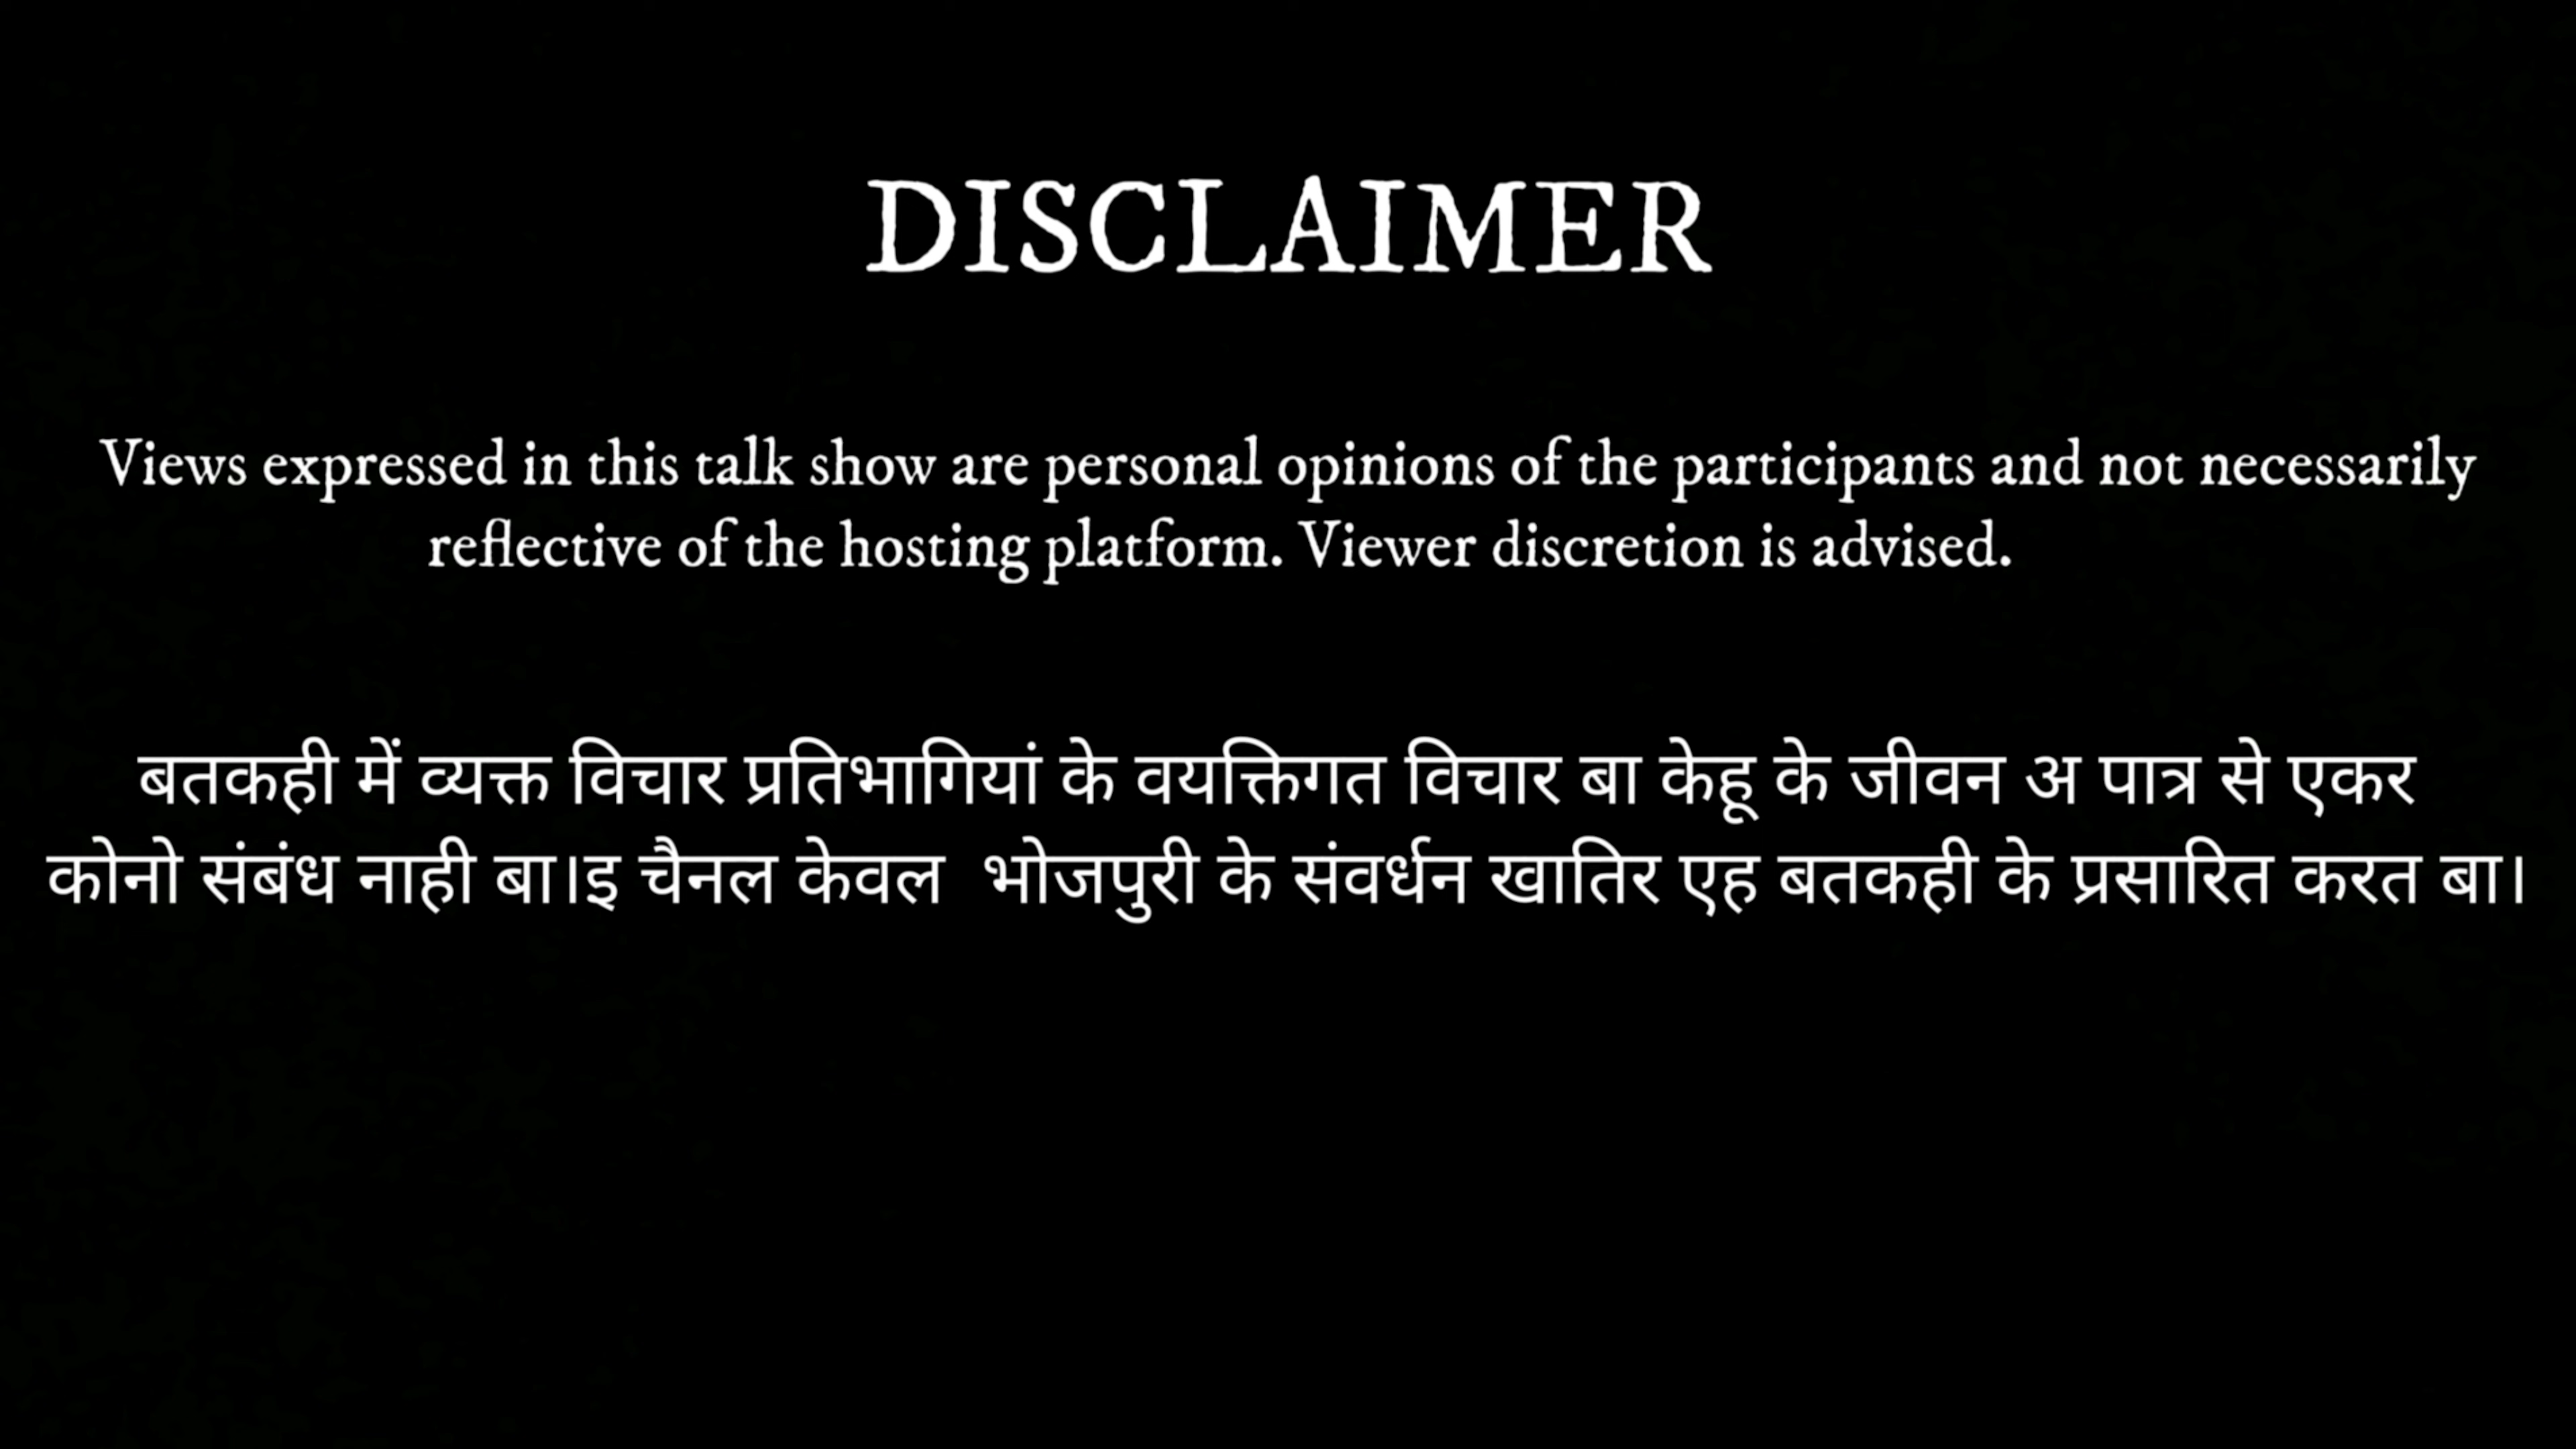 DISCLAIMER
Views expressed in this talk show are personal opinions of the participants and not necessarily
reflective of the hosting platform. Viewer discretion is advised.
बतकही में व्यक्त विचार प्रतिभागियां के वयक्तिगत विचार बा केहू के जीवन अ पात्र से एकर
कोनो संबंध नाही बा।इ चैनल केवल  भोजपुरी के संवर्धन खातिर एह बतकही के प्रसारित करत बा।